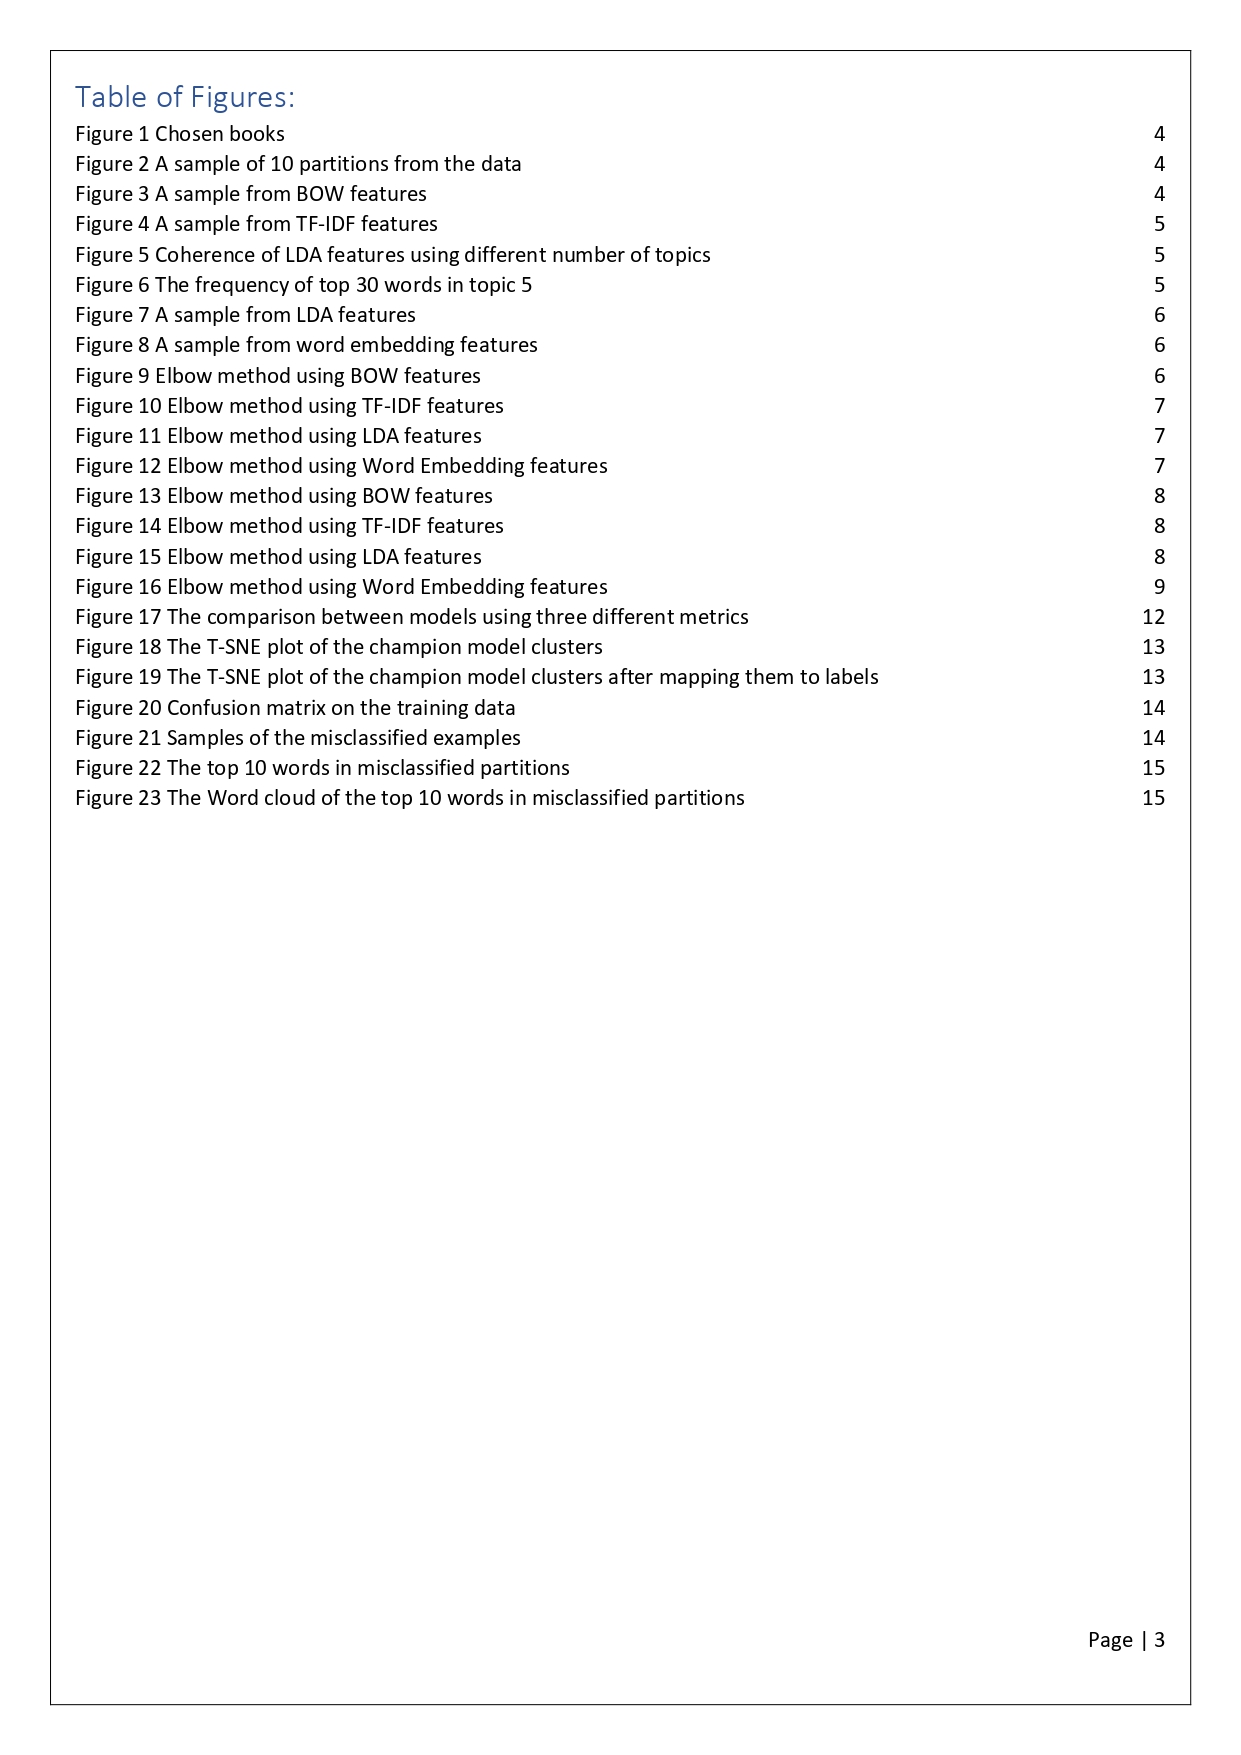 Table of Figures:
Figure 1 Chosen books 4
Figure 2 A sample of 10 partitions from the data 4
Figure 3 A sample from BOW features 4
Figure 4 A sample from TF-IDF features 5
Figure 5 Coherence of LDA features using different number of topics 5
Figure 6 The frequency of top 30 words in topic 5 5
Figure 7 A sample from LDA features 6
Figure 8 A sample from word embedding features 6
Figure 9 Elbow method using BOW features 6
Figure 10 Elbow method using TF-IDF features 7
Figure 11 Elbow method using LDA features 7
Figure 12 Elbow method using Word Embedding features 7
Figure 13 Elbow method using BOW features 8
Figure 14 Elbow method using TF-IDF features 8
Figure 15 Elbow method using LDA features 8
Figure 16 Elbow method using Word Embedding features 9
Figure 17 The comparison between models using three different metrics 12
Figure 18 The T-SNE plot of the champion model clusters 13
Figure 19 The T-SNE plot of the champion model clusters after mapping them to labels 13
Figure 20 Confusion matrix on the training data 14
Figure 21 Samples of the misclassified examples 14
Figure 22 The top 10 words in misclassified partitions 15
Figure 23 The Word cloud of the top 10 words in misclassified partitions 15
Page | 3